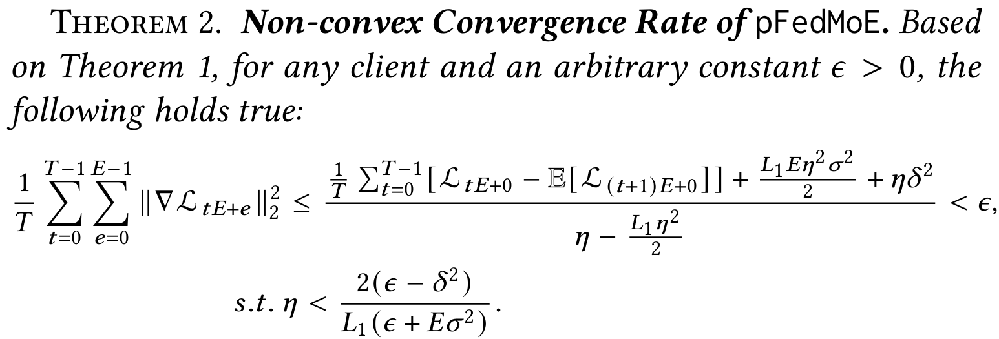 THEOREM 2. Non-convex Convergence Rate of pFedMoE. Based
on Theorem 1, for any client and an arbitrary constant ϵ > 0, the
following holds true:
\frac{1}{T} \sum_{t=0}^{T-1} \sum_{e=0}^{E-1} \|\nabla \mathcal{L}_{tE+e}\|_2^2 \leq \frac{\frac{1}{T} \sum_{t=0}^{T-1} [\mathcal{L}_{tE+0} - \mathbb{E}[\mathcal{L}_{(t+1)E+0}]] + \frac{L_1 E \eta^2 \sigma^2}{2} + \eta \delta^2}{\eta - \frac{L_1 \eta^2}{2}} < \epsilon,
s.t. \eta < \frac{2(\epsilon - \delta^2)}{L_1(\epsilon + E\sigma^2)}.